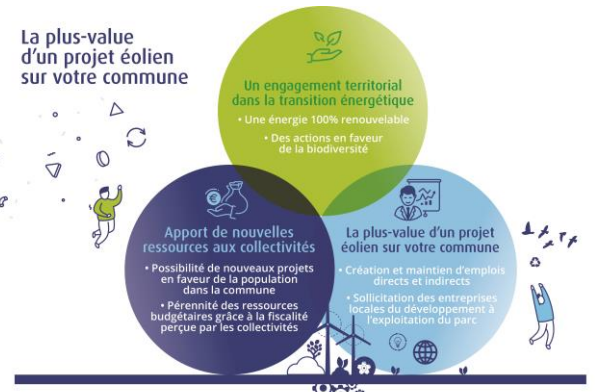 La plus-value
d'un projet éolien
sur votre commune
Un engagement territorial
dans la transition énergétique
• Une énergie 100% renouvelable
• Des actions en faveur
de la biodiversité
Apport de nouvelles
ressources aux collectivités
• Possibilité de nouveaux projets
en faveur de la population
dans la commune
• Pérennité des ressources
budgétaires grâce à la fiscalité
perçue par les collectivités
La plus-value d'un projet
éolien sur votre commune
• Création et maintien d'emplois
directs et indirects
• Sollicitation des entreprises
locales du développement à
l'exploitation du parc